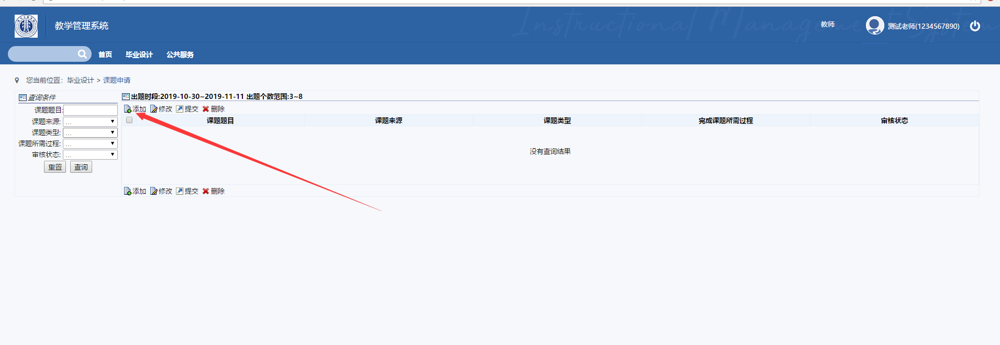 教学管理系统
Instructional Management System
教师
测试老师(1234567890)
首页 毕业设计 公共服务
您当前位置：毕业设计 > 课题申请
查询条件
课题题目:
课题来源: ...
课题类型: ...
课题所需过程: ...
审核状态: ...
重置 查询
出题时段:2019-10-30~2019-11-11 出题个数范围:3~8
添加 修改 提交 删除
课题题目 课题来源 课题类型 完成课题所需过程 审核状态
没有查询结果
添加 修改 提交 删除